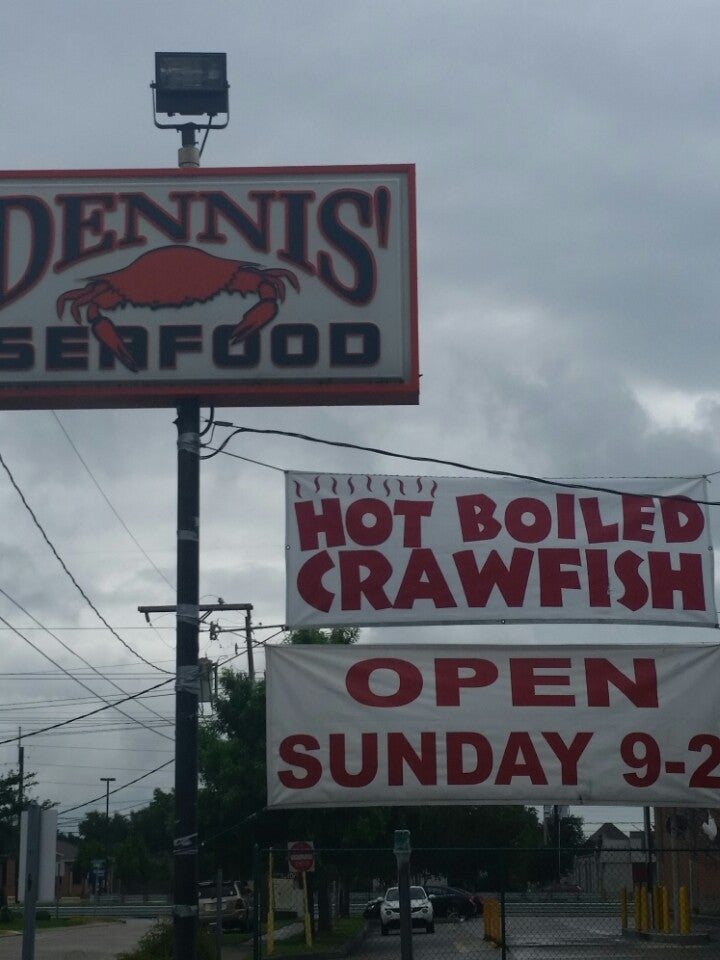 DENNIS'
SEAFOOD
HOT BOILED
CRAWFISH
OPEN
SUNDAY 9-2